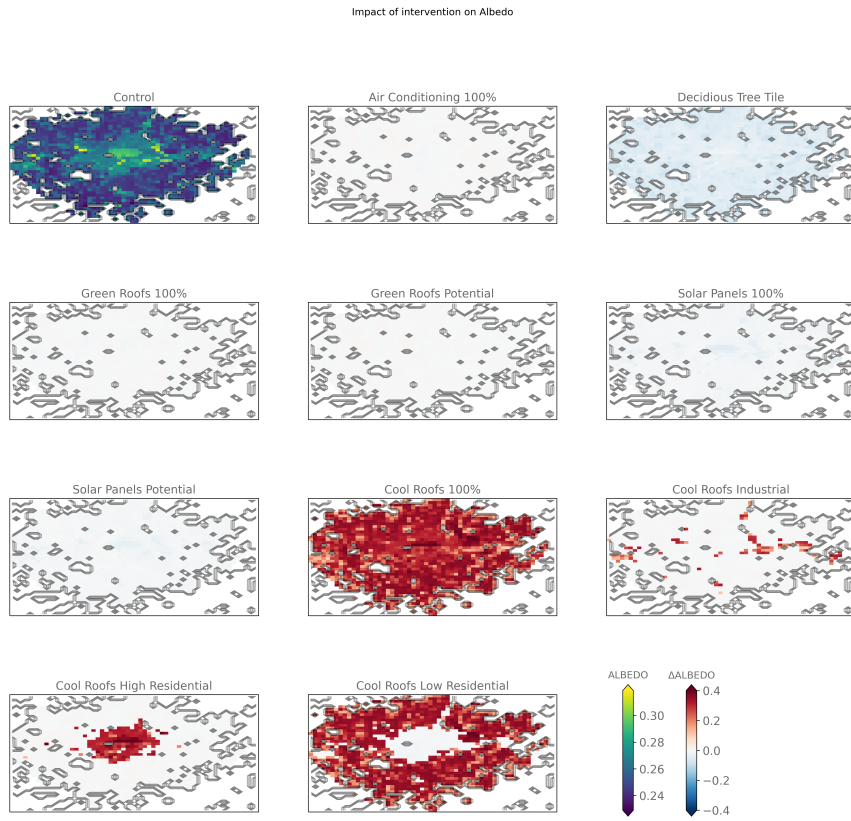 Impact of intervention on Albedo
Control
Air Conditioning 100%
Decidious Tree Tile
Green Roofs 100%
Green Roofs Potential
Solar Panels 100%
Solar Panels Potential
Cool Roofs 100%
Cool Roofs Industrial
Cool Roofs High Residential
Cool Roofs Low Residential
ALBEDO
0.30
0.28
0.26
0.24
ΔALBEDO
0.4
0.2
0.0
−0.2
−0.4